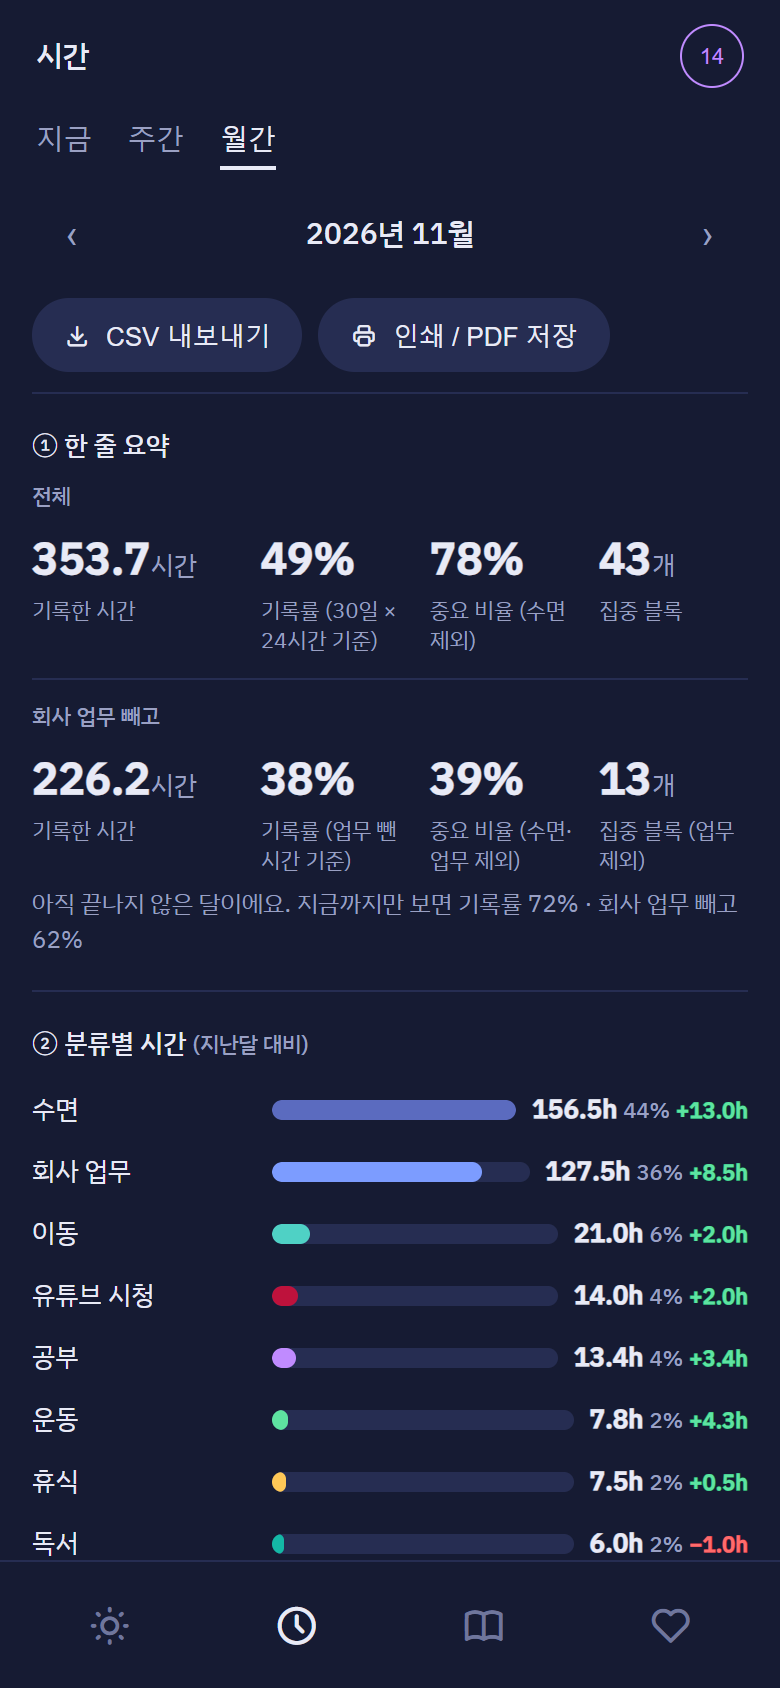 시간
14
지금 주간 월간
‹ 2026년 11월 ›
CSV 내보내기 인쇄 / PDF 저장
① 한 줄 요약
전체
353.7시간 49% 78% 43개
기록한 시간 기록률 (30일 × 중요 비율 (수면 집중 블록
24시간 기준) 제외)
회사 업무 빼고
226.2시간 38% 39% 13개
기록한 시간 기록률 (업무 뺀 중요 비율 (수면· 집중 블록 (업무
시간 기준) 업무 제외) 제외)
아직 끝나지 않은 달이에요. 지금까지만 보면 기록률 72% · 회사 업무 빼고
62%
② 분류별 시간 (지난달 대비)
수면 156.5h 44% +13.0h
회사 업무 127.5h 36% +8.5h
이동 21.0h 6% +2.0h
유튜브 시청 14.0h 4% +2.0h
공부 13.4h 4% +3.4h
운동 7.8h 2% +4.3h
휴식 7.5h 2% +0.5h
독서 6.0h 2% −1.0h